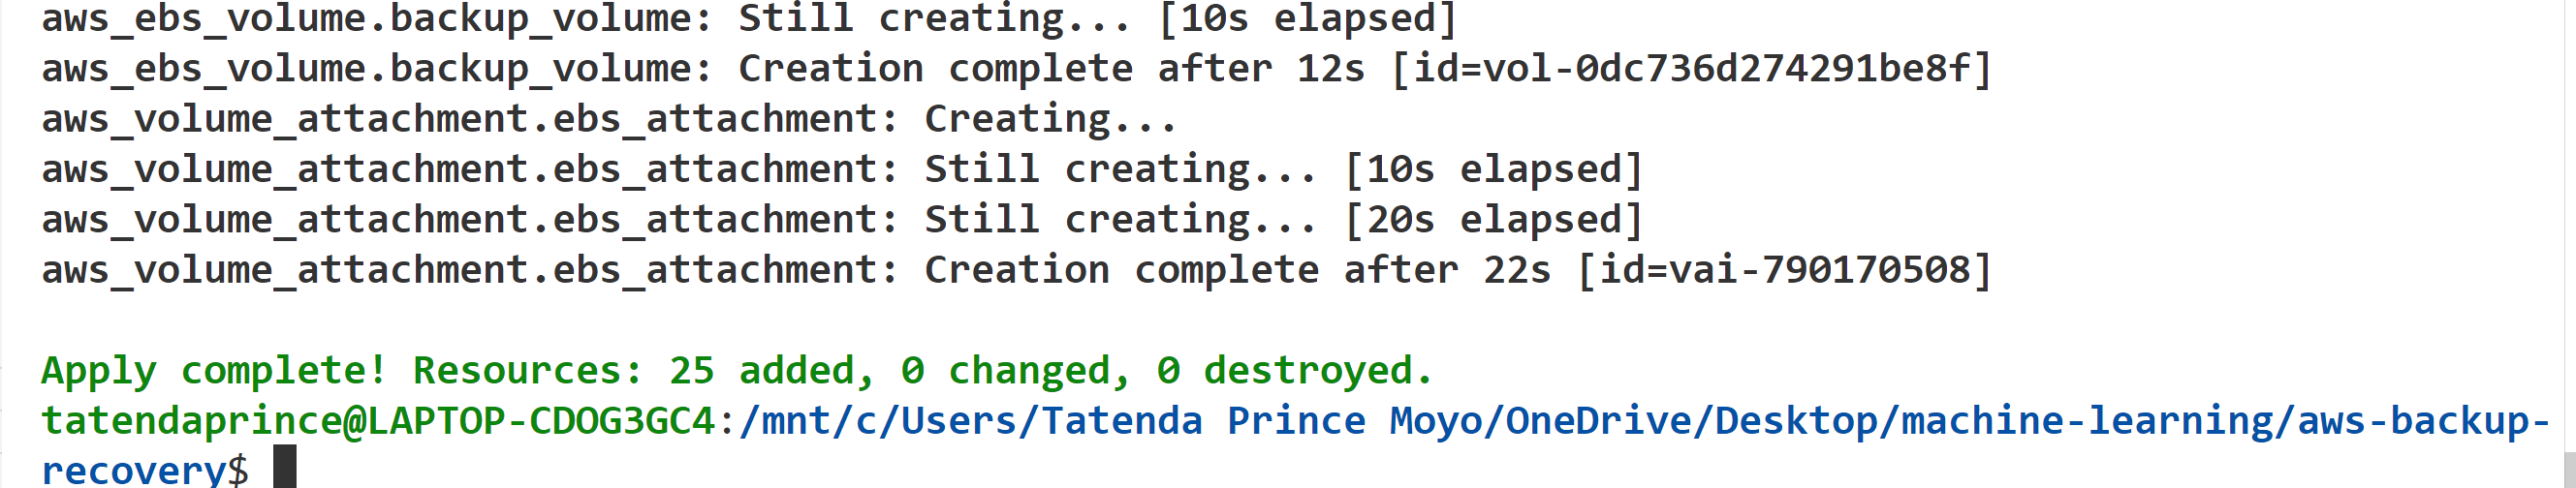 aws_ebs_volume.backup_volume: Still creating... [10s elapsed]
aws_ebs_volume.backup_volume: Creation complete after 12s [id=vol-0dc736d274291be8f]
aws_volume_attachment.ebs_attachment: Creating...
aws_volume_attachment.ebs_attachment: Still creating... [10s elapsed]
aws_volume_attachment.ebs_attachment: Still creating... [20s elapsed]
aws_volume_attachment.ebs_attachment: Creation complete after 22s [id=vai-790170508]
Apply complete! Resources: 25 added, 0 changed, 0 destroyed.
tatendaprince@LAPTOP-CDOG3GC4:/mnt/c/Users/Tatenda Prince Moyo/OneDrive/Desktop/machine-learning/aws-backup-
recovery$